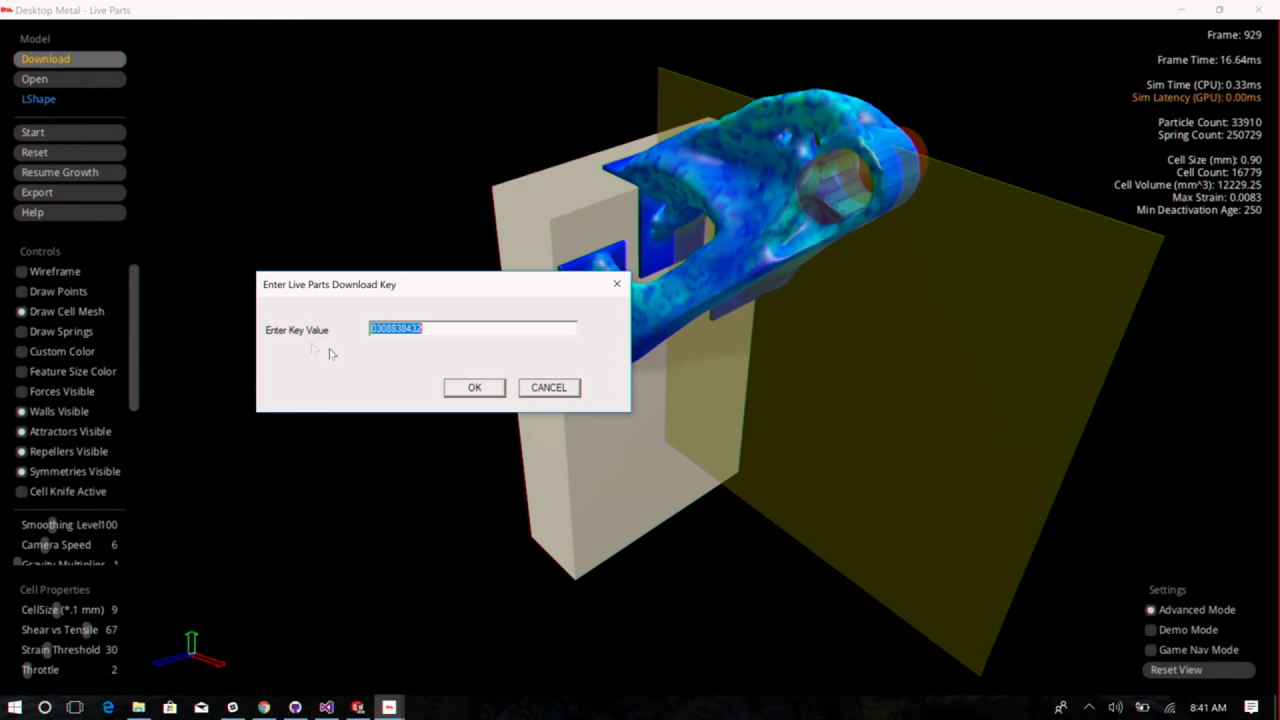 Desktop Metal - Live Parts
Model
Download
Open
LShape
Start
Reset
Resume Growth
Export
Help
Controls
Wireframe
Draw Points
Draw Cell Mesh
Draw Springs
Custom Color
Feature Size Color
Forces Visible
Walls Visible
Attractors Visible
Repellers Visible
Symmetries Visible
Cell Knife Active
Smoothing Level 100
Camera Speed 6
Gravity Multiplier 1
Cell Properties
CellSize (*.1 mm) 9
Shear vs Tensile 67
Strain Threshold 30
Throttle 2
Enter Live Parts Download Key
Enter Key Value 0308838432
OK CANCEL
Frame: 929
Frame Time: 16.64ms
Sim Time (CPU): 0.33ms
Sim Latency (GPU): 0.00ms
Particle Count: 33910
Spring Count: 250729
Cell Size (mm): 0.90
Cell Count: 16779
Cell Volume (mm^3): 12229.25
Max Strain: 0.0083
Min Deactivation Age: 250
Settings
Advanced Mode
Demo Mode
Game Nav Mode
Reset View
8:41 AM